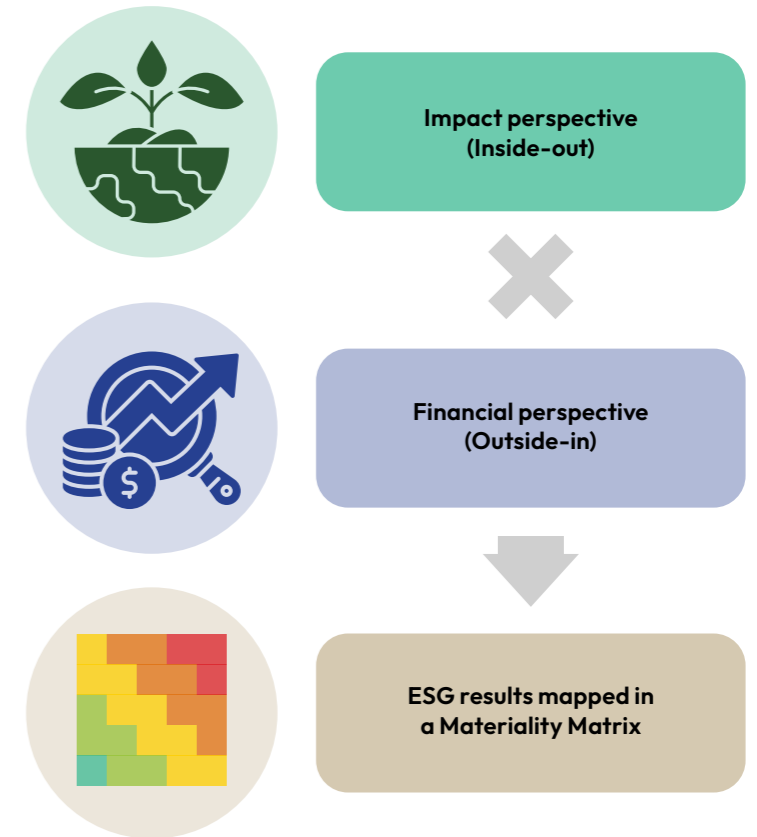 Impact perspective
(Inside-out)
$
Financial perspective
(Outside-in)
ESG results mapped in
a Materiality Matrix